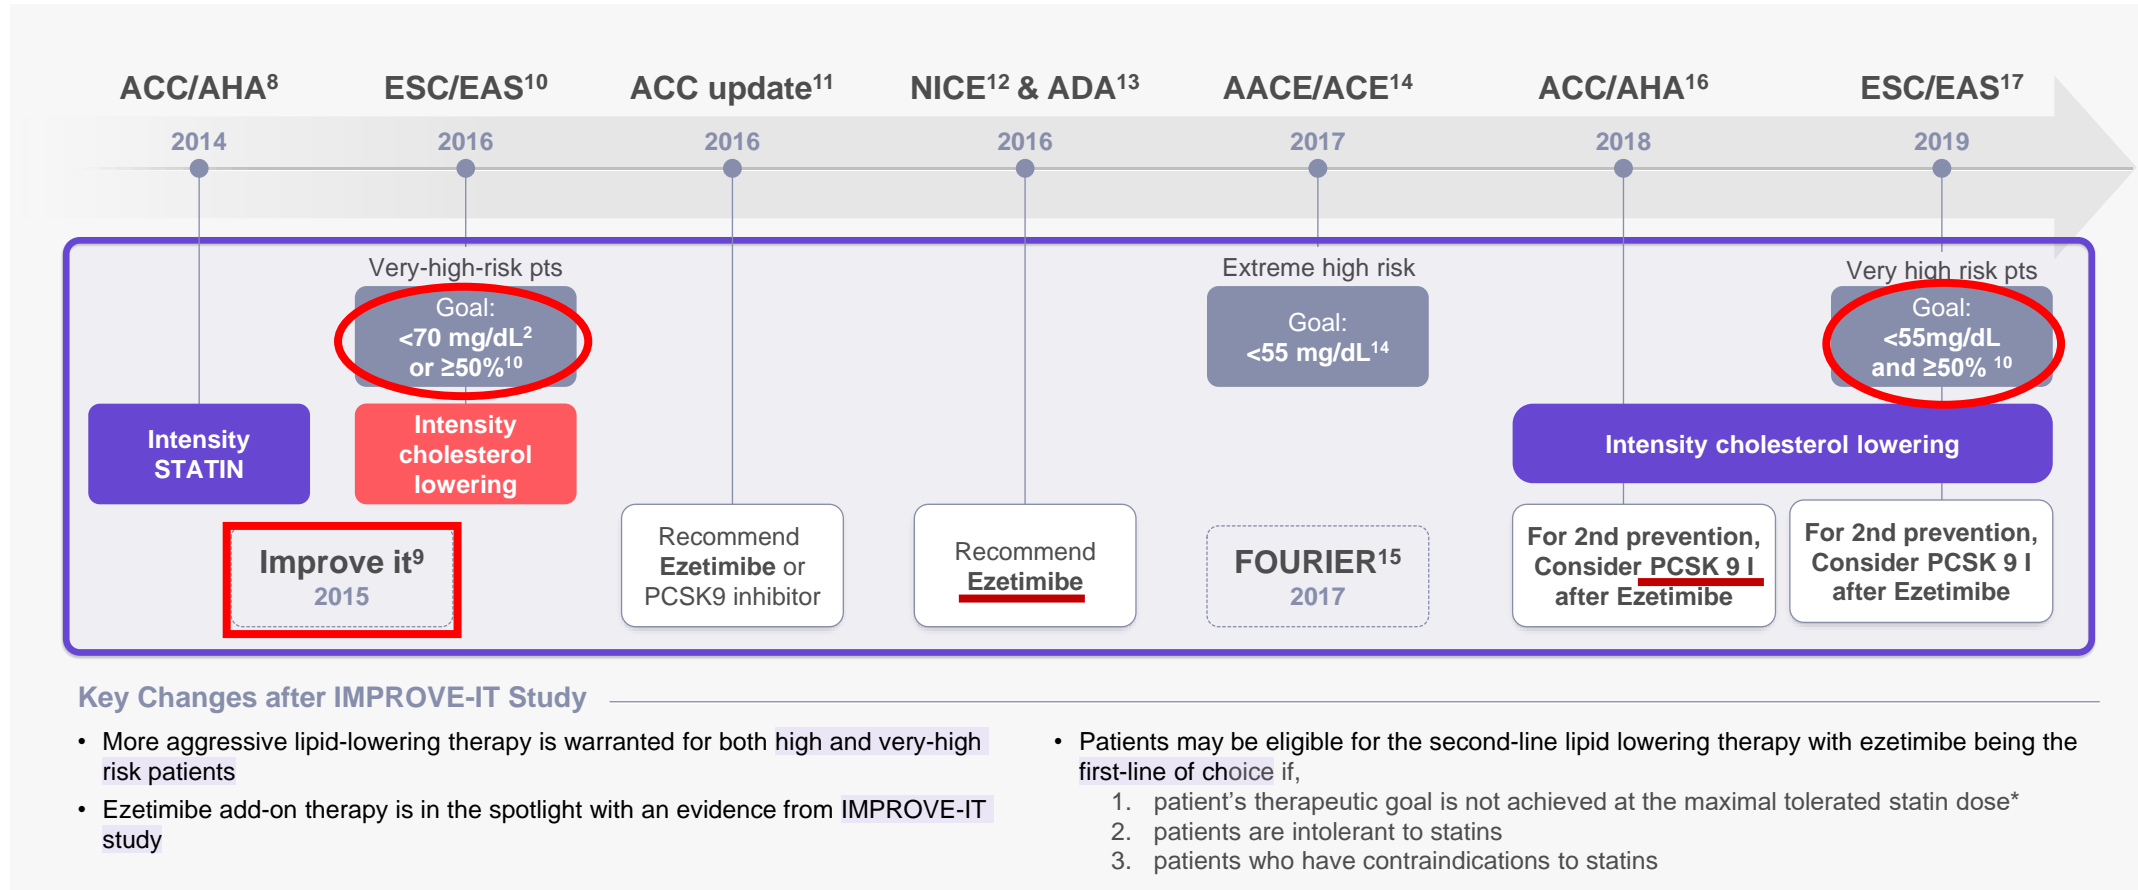 ACC/AHA8
ESC/EAS10
ACC update11
NICE12 & ADA13
AACE/ACE14
ACC/AHA16
ESC/EAS17
2014
2016
2016
2016
2017
2018
2019
Very-high-risk pts
Goal:
<70 mg/dL2
or ≥50%10
Extreme high risk
Goal:
<55 mg/dL14
Very high risk pts
Goal:
<55mg/dL
and ≥50% 10
Intensity
STATIN
Intensity
cholesterol
lowering
Intensity cholesterol lowering
Improve it9
2015
Recommend
Ezetimibe or
PCSK9 inhibitor
Recommend
Ezetimibe
FOURIER15
2017
For 2nd prevention,
Consider PCSK 9 I
after Ezetimibe
For 2nd prevention,
Consider PCSK 9 I
after Ezetimibe
Key Changes after IMPROVE-IT Study
• More aggressive lipid-lowering therapy is warranted for both high and very-high
risk patients
• Ezetimibe add-on therapy is in the spotlight with an evidence from IMPROVE-IT
study
• Patients may be eligible for the second-line lipid lowering therapy with ezetimibe being the
first-line of choice if,
1. patient’s therapeutic goal is not achieved at the maximal tolerated statin dose*
2. patients are intolerant to statins
3. patients who have contraindications to statins